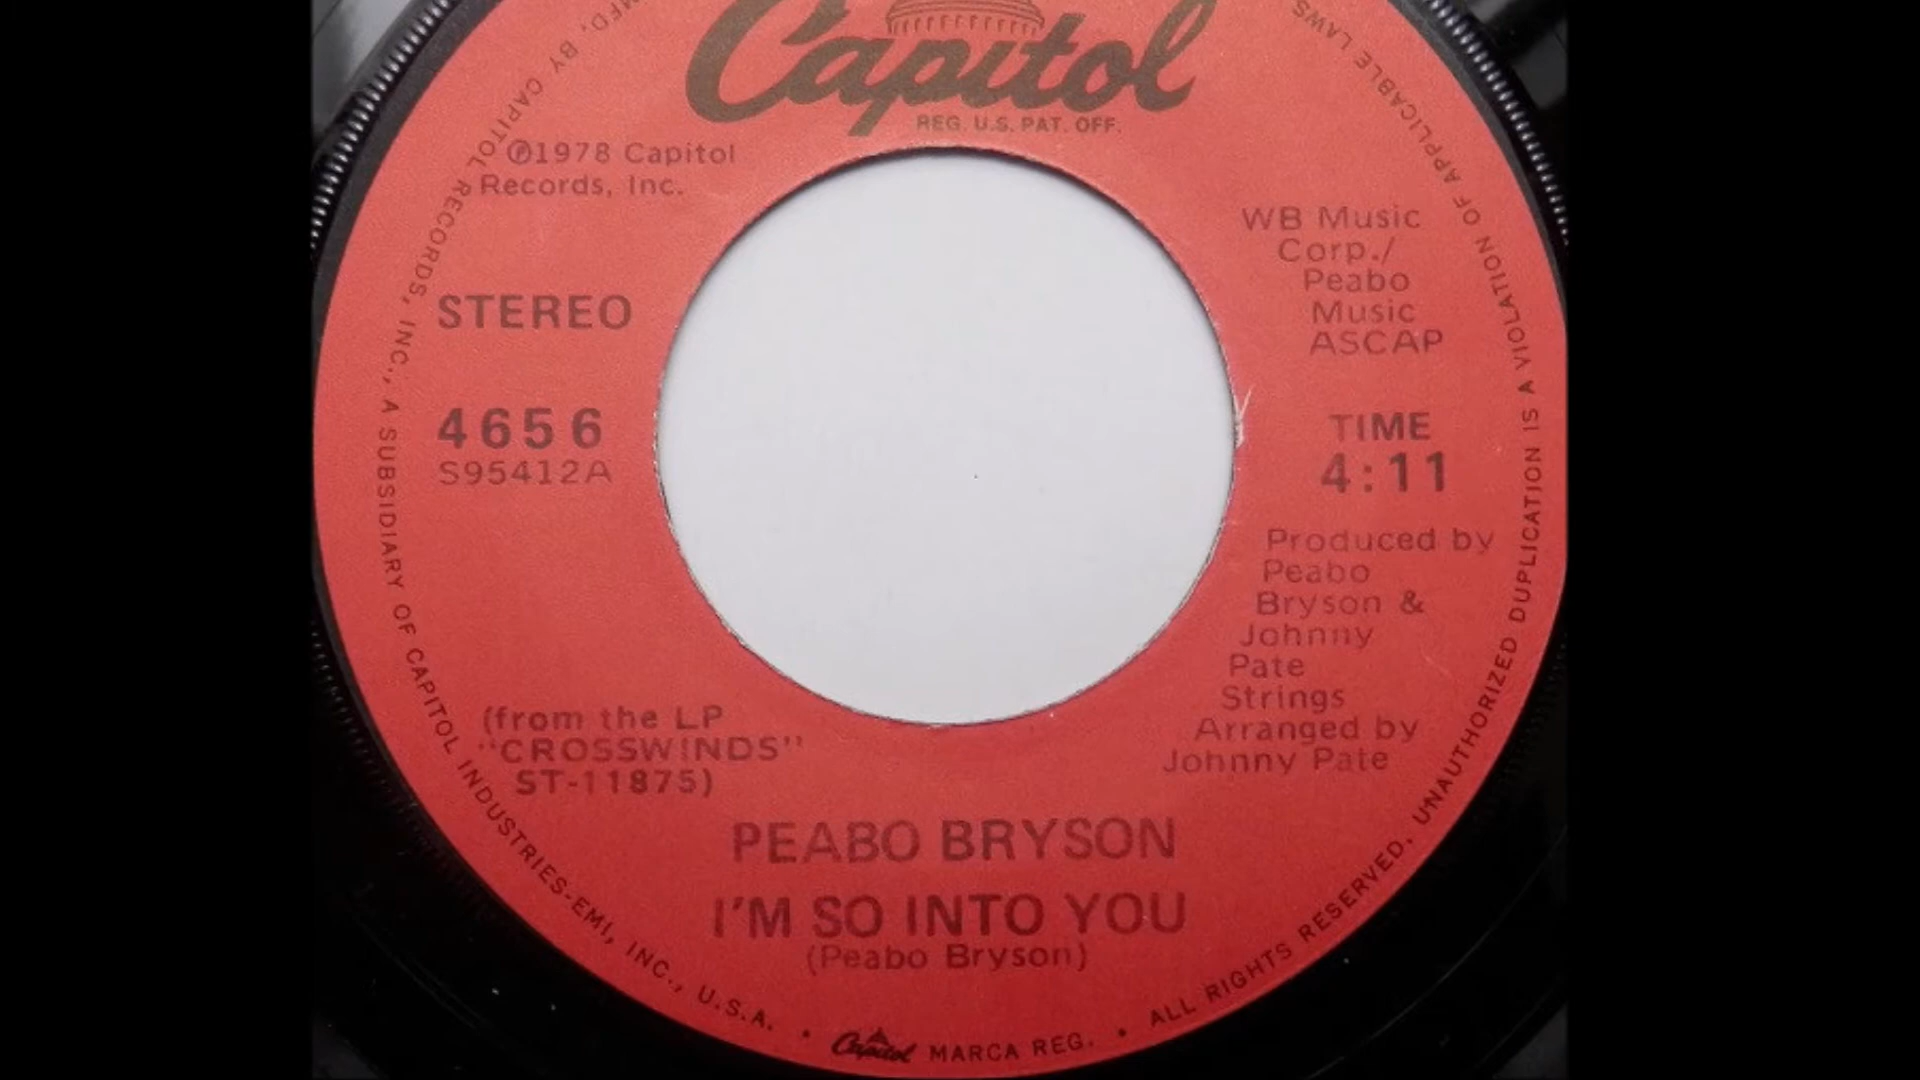 Capitol
REG. U.S. PAT. OFF.
℗1978 Capitol
Records, Inc.
STEREO
4656
S95412A
(from the LP
"CROSSWINDS"
ST-11875)
WB Music
Corp./
Peabo
Music
ASCAP
TIME
4:11
Produced by
Peabo
Bryson &
Johnny
Pate
Strings
Arranged by
Johnny Pate
PEABO BRYSON
I'M SO INTO YOU
(Peabo Bryson)
MFD. BY CAPITOL RECORDS, INC., A SUBSIDIARY OF CAPITOL INDUSTRIES-EMI, INC., U.S.A. • Capitol MARCA REG. • ALL RIGHTS RESERVED. UNAUTHORIZED DUPLICATION IS A VIOLATION OF APPLICABLE LAWS